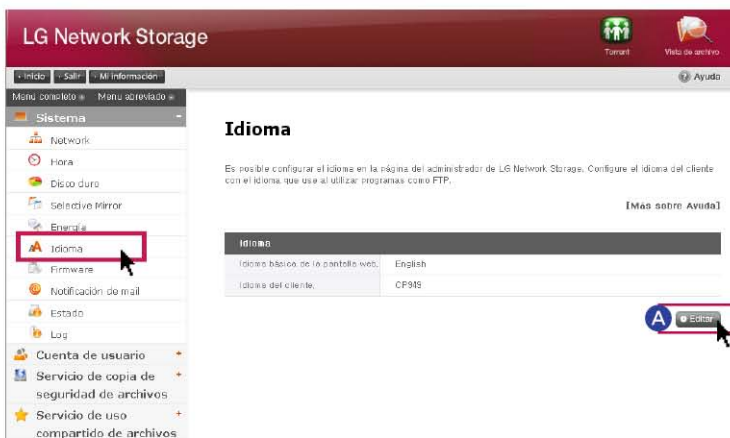 LG Network Storage
Torrent
Vista de archivo
Inicio
Salir
Mi información
Ayuda
Menú completo
Menú abreviado
Sistema
Network
Hora
Disco duro
Selective Mirror
Energía
Idioma
Firmware
Notificación de mail
Estado
Log
Cuenta de usuario
Servicio de copia de
seguridad de archivos
Servicio de uso
compartido de archivos
Idioma
Es posible configurar el idioma en la página del administrador de LG Network Storage. Configure el idioma del cliente
con el idioma que use al utilizar programas como FTP.
[Más sobre Ayuda]
Idioma
Idioma básico de la pantalla web.
English
Idioma del cliente.
CP949
A
Editar